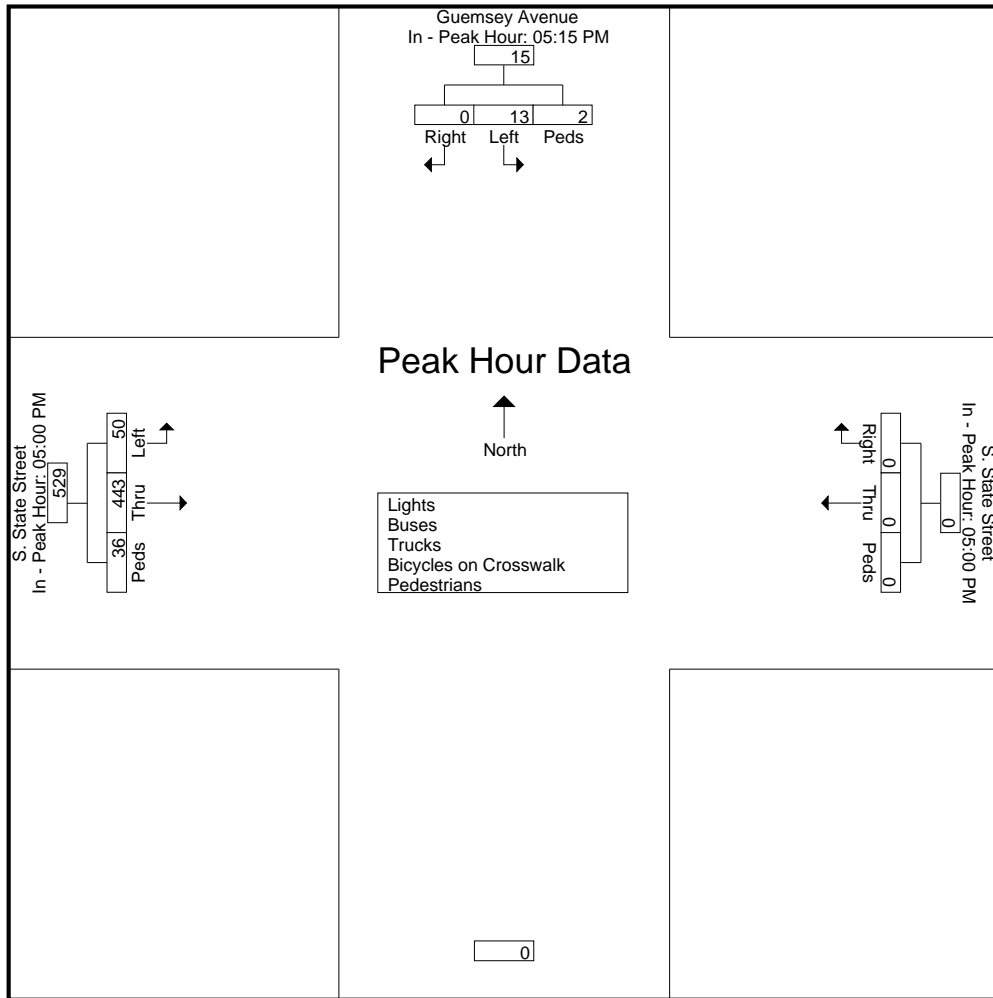 Guemsey Avenue
In - Peak Hour: 05:15 PM
15
0 13 2
Right Left Peds
Peak Hour Data
North
S. State Street
In - Peak Hour: 05:00 PM
529
50 443 36
Left Thru Peds
Lights
Buses
Trucks
Bicycles on Crosswalk
Pedestrians
S. State Street
In - Peak Hour: 05:00 PM
0
0 0 0
Right Thru Peds
0